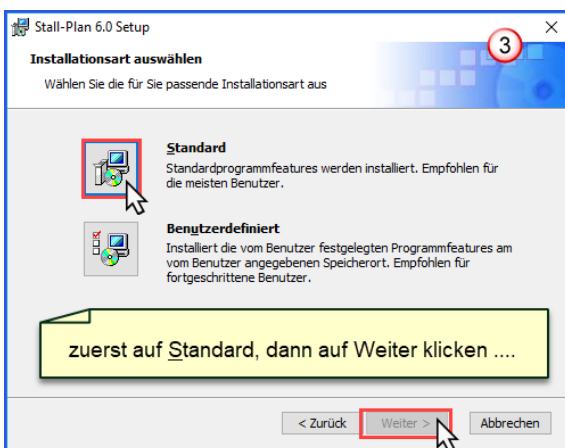 Stall-Plan 6.0 Setup
3
Installationsart auswählen
Wählen Sie die für Sie passende Installationsart aus
Standard
Standardprogrammfeatures werden installiert. Empfohlen für
die meisten Benutzer.
Benutzerdefiniert
Installiert die vom Benutzer festgelegten Programmfeatures am
vom Benutzer angegebenen Speicherort. Empfohlen für
fortgeschrittene Benutzer.
zuerst auf Standard, dann auf Weiter klicken ....
< Zurück Weiter > Abbrechen